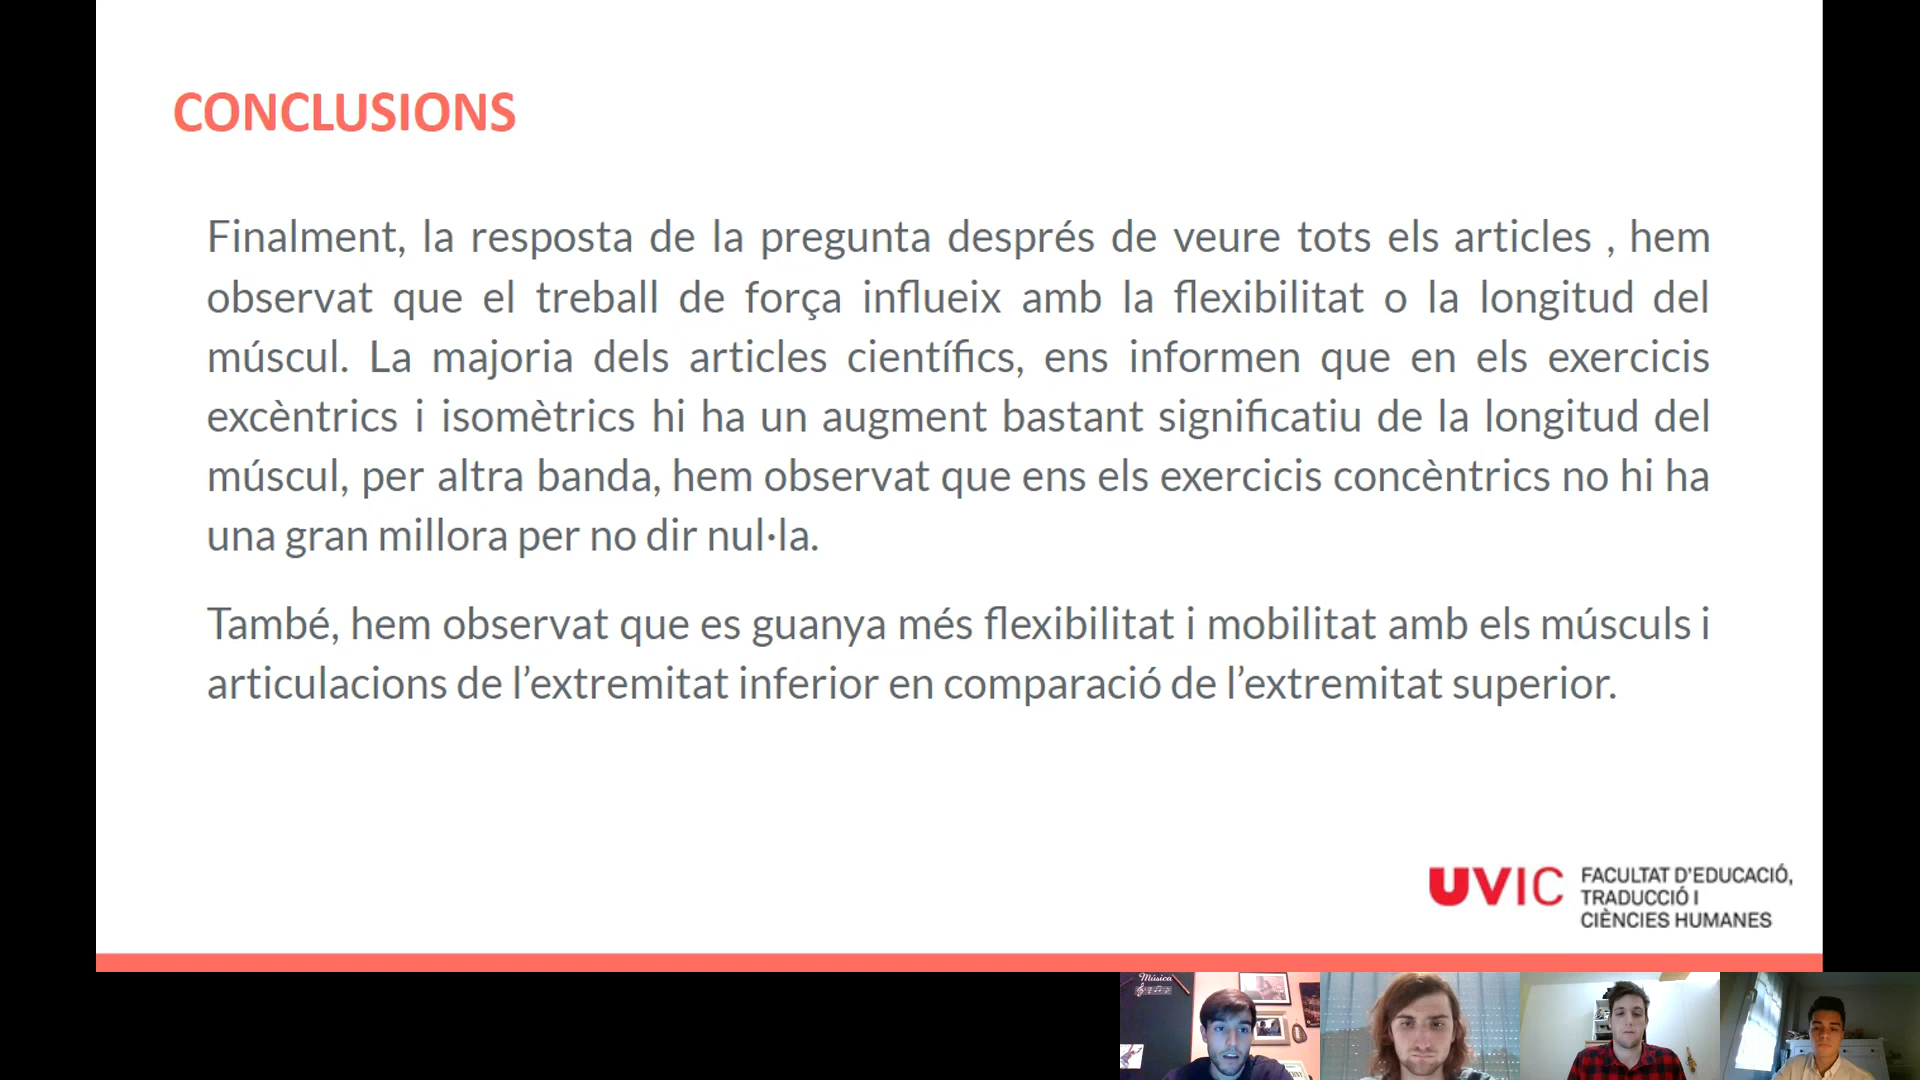 CONCLUSIONS
Finalment, la resposta de la pregunta després de veure tots els articles , hem
observat que el treball de força influeix amb la flexibilitat o la longitud del
múscul. La majoria dels articles científics, ens informen que en els exercicis
excèntrics i isomètrics hi ha un augment bastant significatiu de la longitud del
múscul, per altra banda, hem observat que ens els exercicis concèntrics no hi ha
una gran millora per no dir nul·la.
També, hem observat que es guanya més flexibilitat i mobilitat amb els músculs i
articulacions de l’extremitat inferior en comparació de l’extremitat superior.
UVIC
FACULTAT D'EDUCACIÓ,
TRADUCCIÓ I
CIÈNCIES HUMANES
Música